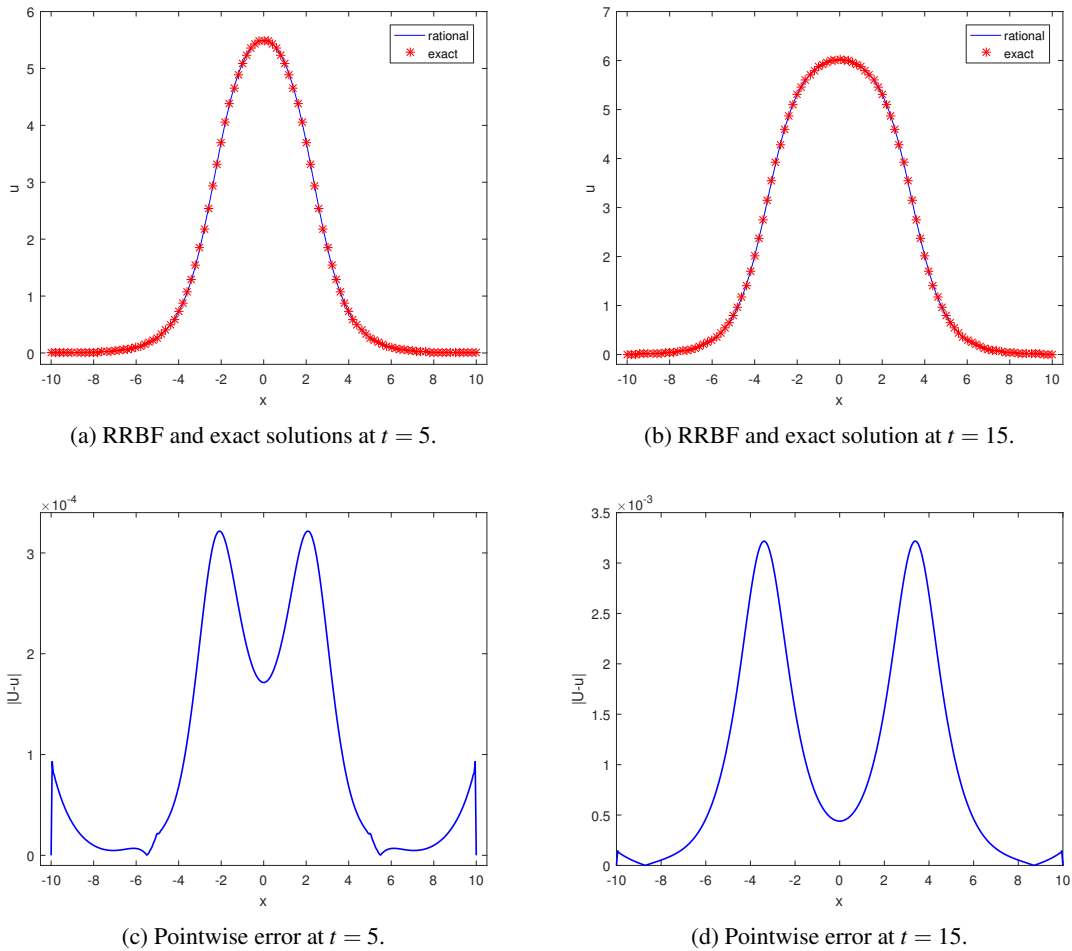 6
5
4
3
2
1
0
u
-10 -8 -6 -4 -2 0 2 4 6 8 10
x
rational
exact
(a) RRBF and exact solutions at t = 5.
7
6
5
4
3
2
1
0
u
-10 -8 -6 -4 -2 0 2 4 6 8 10
x
rational
exact
(b) RRBF and exact solution at t = 15.
×10⁻⁴
3
2
1
0
|U-u|
-10 -8 -6 -4 -2 0 2 4 6 8 10
x
(c) Pointwise error at t = 5.
×10⁻³
3.5
3
2.5
2
1.5
1
0.5
0
|U-u|
-10 -8 -6 -4 -2 0 2 4 6 8 10
x
(d) Pointwise error at t = 15.